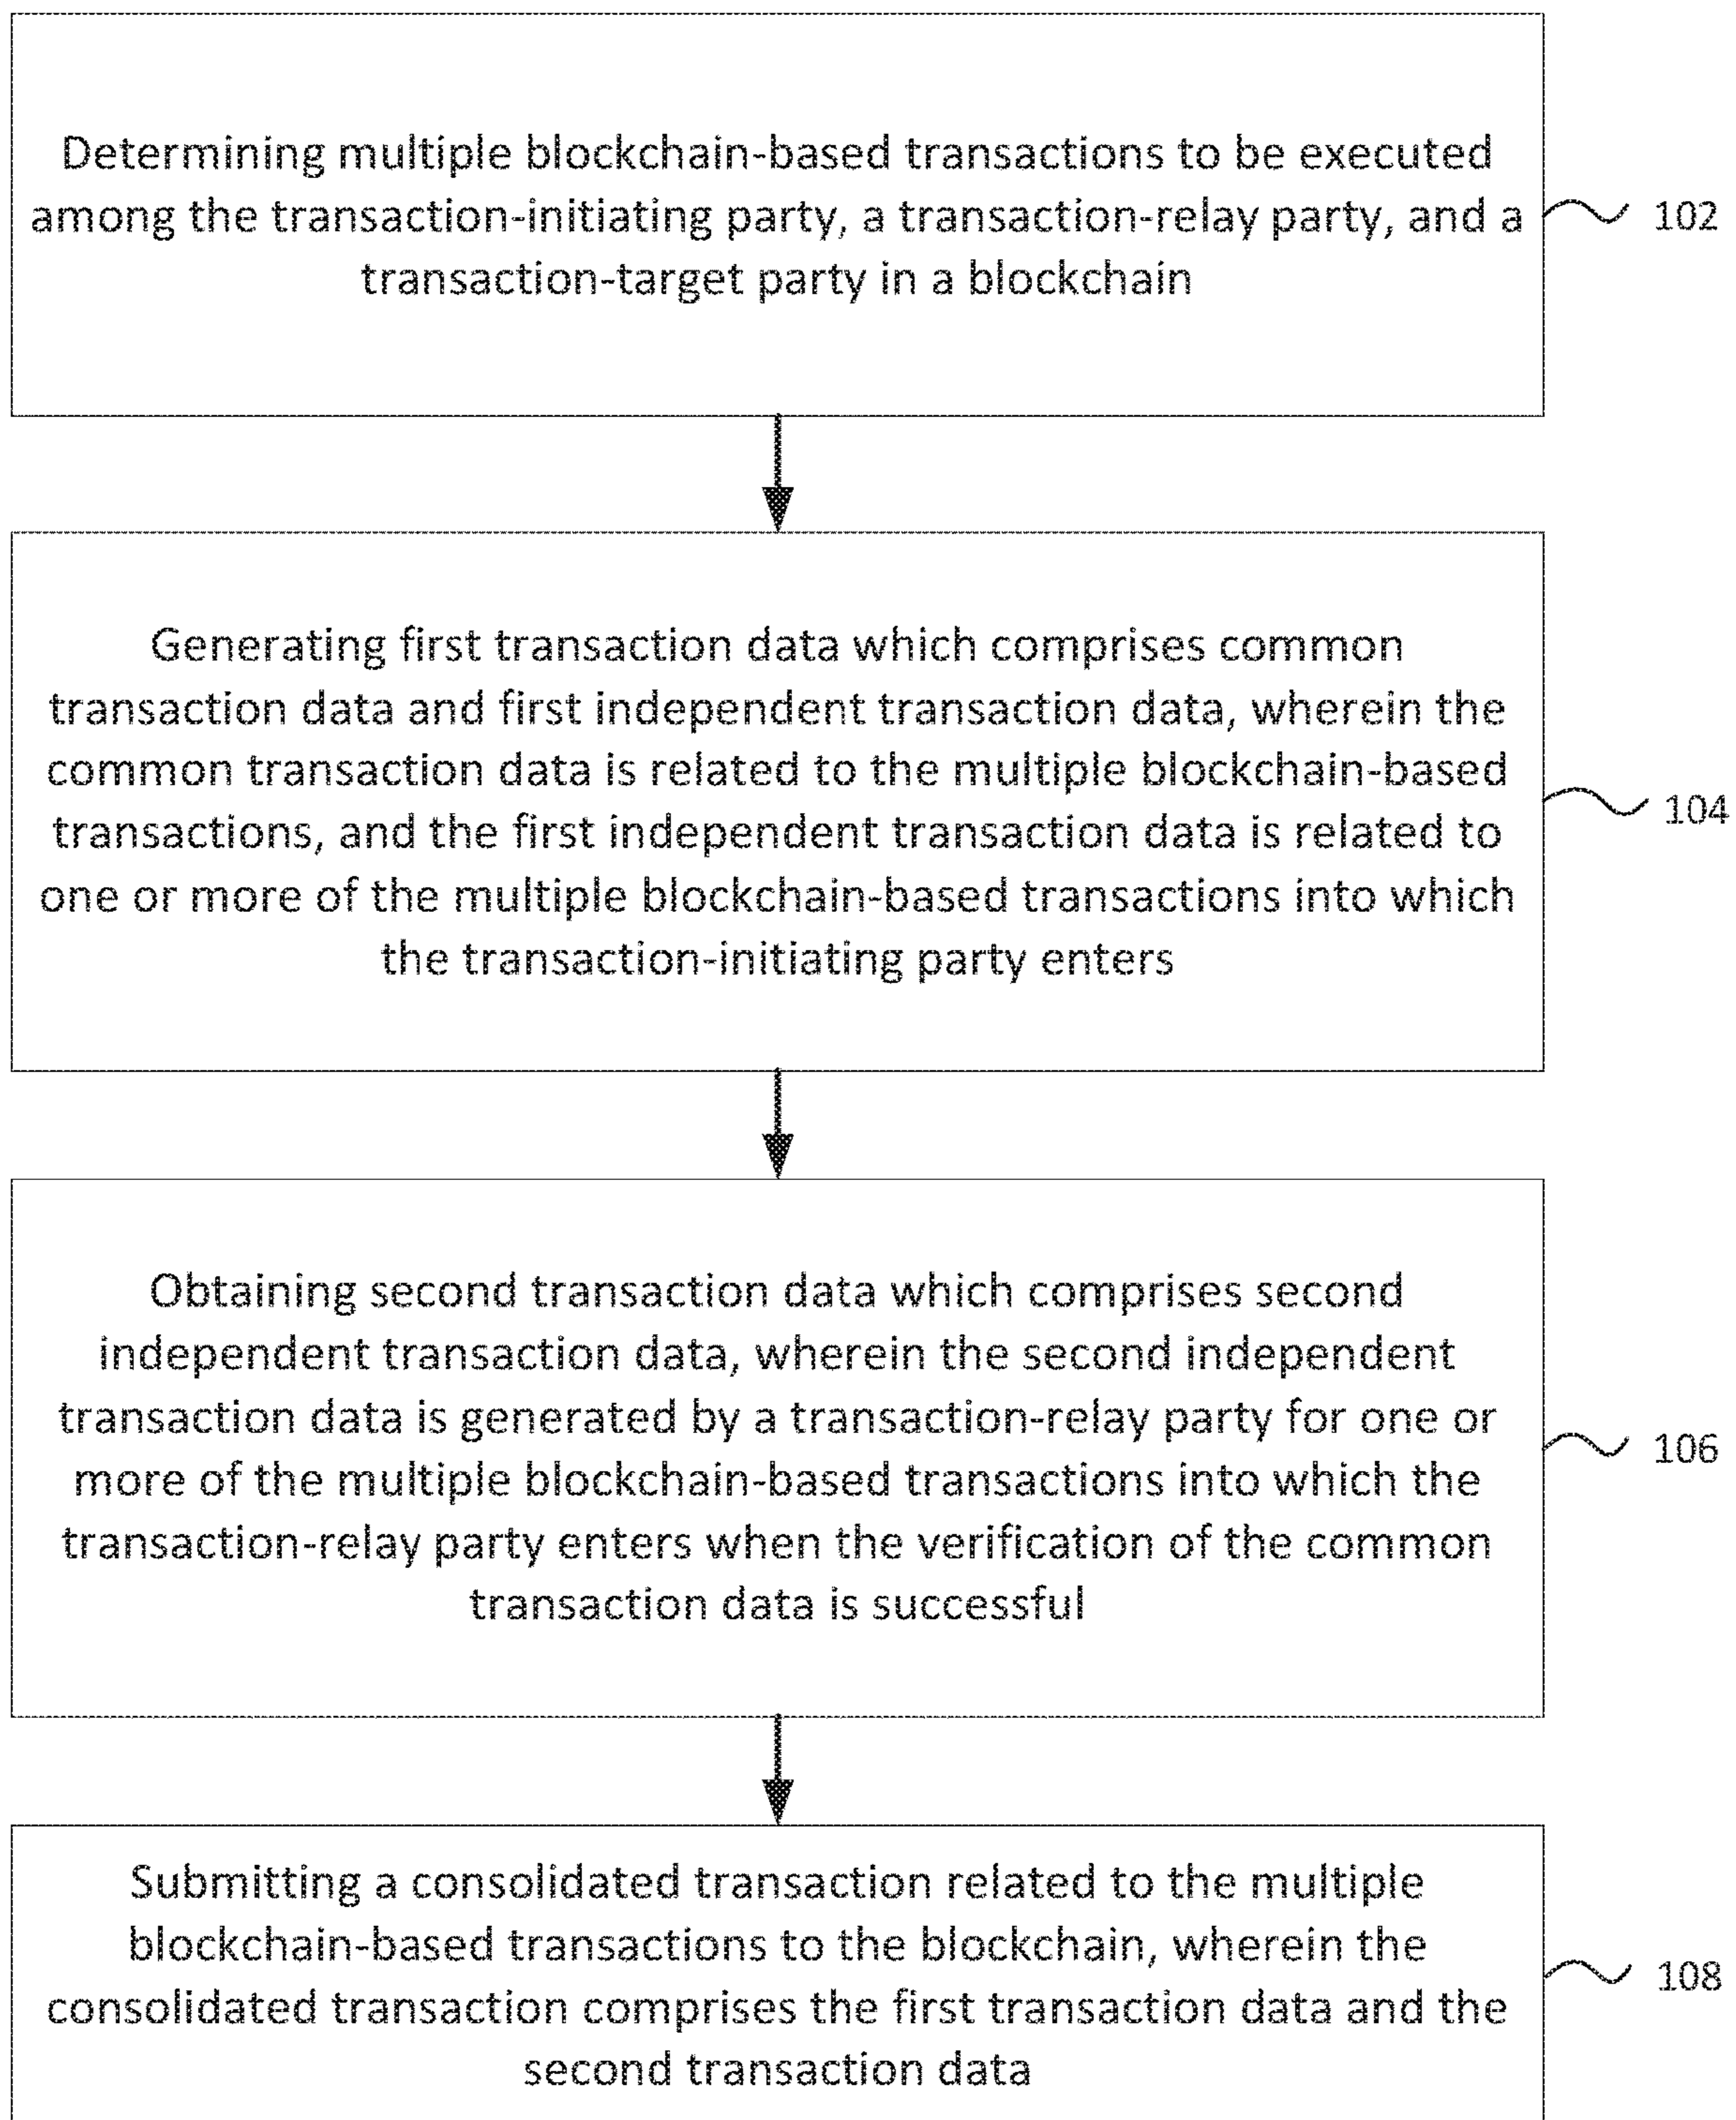 Determining multiple blockchain-based transactions to be executed
among the transaction-initiating party, a transaction-relay party, and a
transaction-target party in a blockchain
102
Generating first transaction data which comprises common
transaction data and first independent transaction data, wherein the
common transaction data is related to the multiple blockchain-based
transactions, and the first independent transaction data is related to
one or more of the multiple blockchain-based transactions into which
the transaction-initiating party enters
104
Obtaining second transaction data which comprises second
independent transaction data, wherein the second independent
transaction data is generated by a transaction-relay party for one or
more of the multiple blockchain-based transactions into which the
transaction-relay party enters when the verification of the common
transaction data is successful
106
Submitting a consolidated transaction related to the multiple
blockchain-based transactions to the blockchain, wherein the
consolidated transaction comprises the first transaction data and the
second transaction data
108